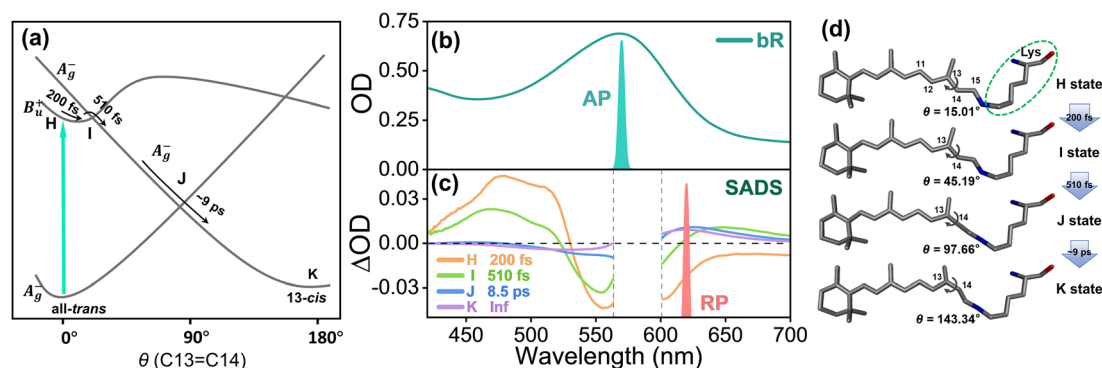 (a)
A⁻g
B⁺u
200 fs
510 fs
H
I
A⁻g
J
~9 ps
K
13-cis
A⁻g
all-trans
0° 90° 180°
θ (C13=C14)
(b)
bR
AP
OD
0.75
0.50
0.25
0.00
(c)
SADS
ΔOD
0.03
0.00
-0.03
H 200 fs
I 510 fs
J 8.5 ps
K Inf
RP
450 500 550 600 650 700
Wavelength (nm)
(d)
Lys
11 13 15
12 14
θ = 15.01°
H state
200 fs
13
14
θ = 45.19°
I state
510 fs
13 14
θ = 97.66°
J state
~9 ps
13
14
θ = 143.34°
K state